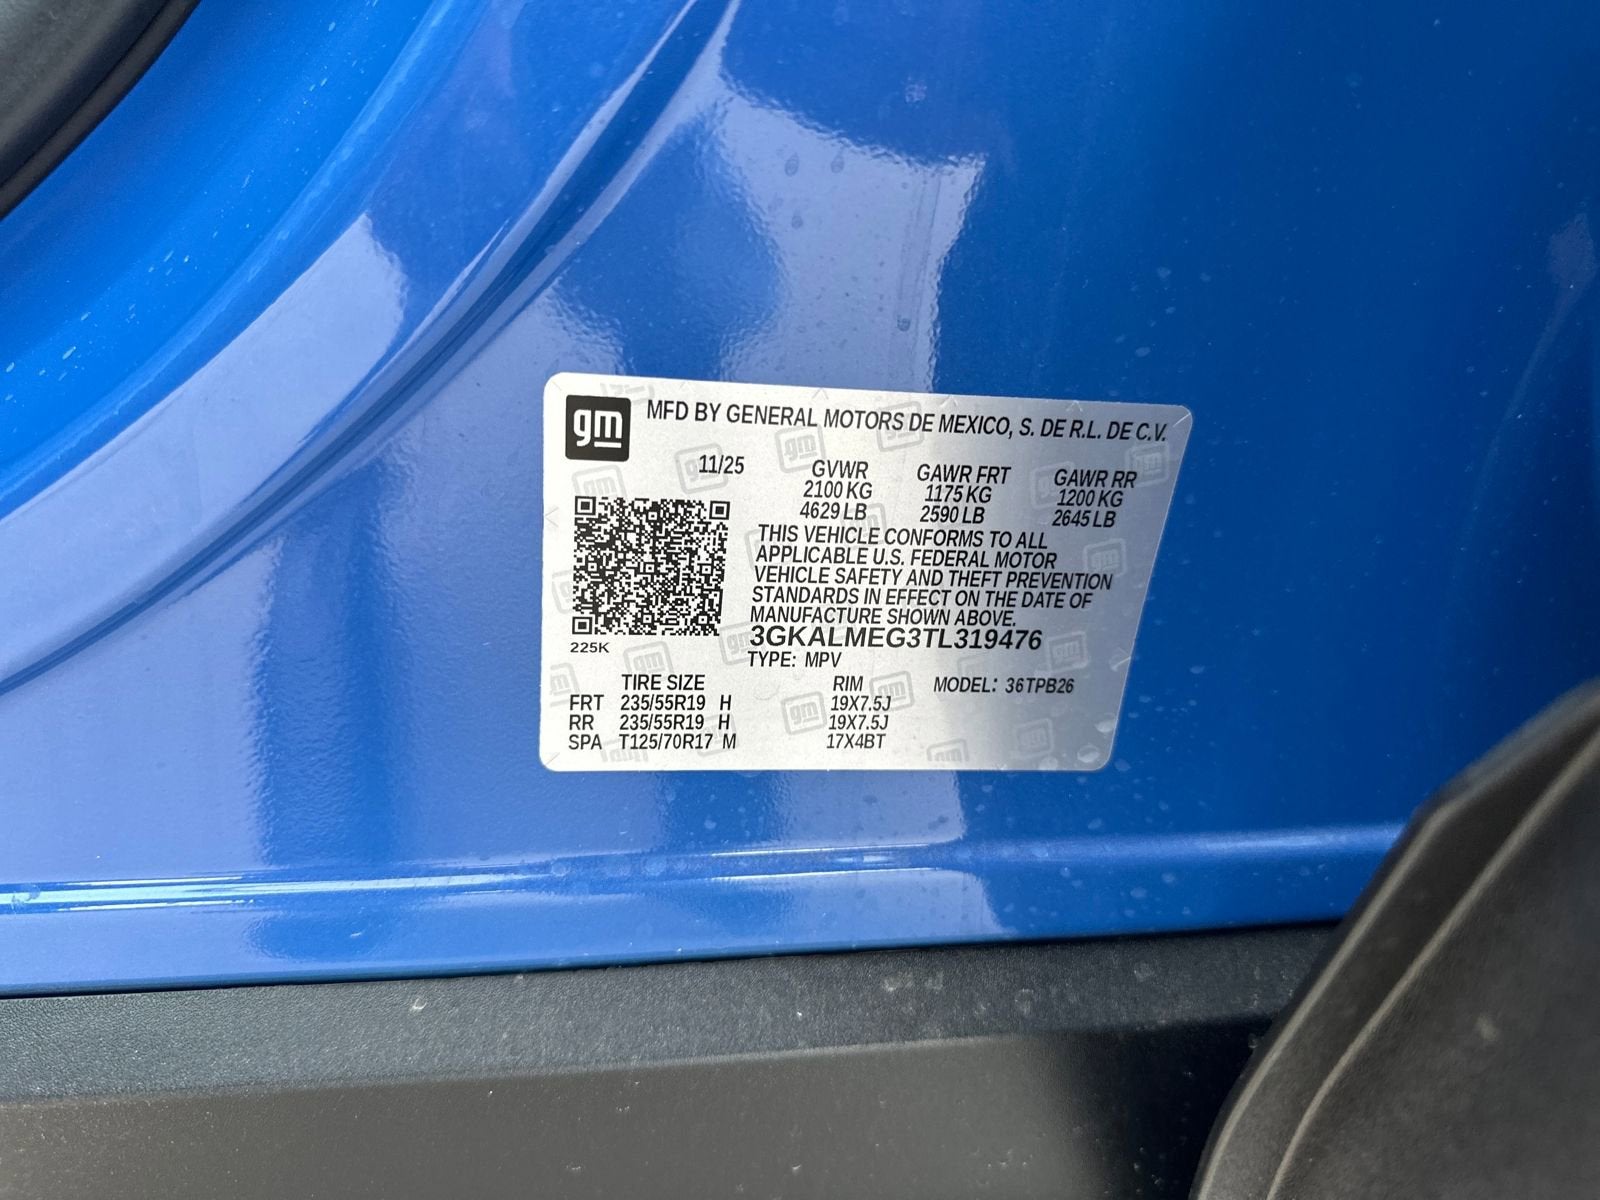 gm MFD BY GENERAL MOTORS DE MEXICO, S. DE R.L. DE C.V.
11/25 GVWR GAWR FRT GAWR RR
2100 KG 1175 KG 1200 KG
4629 LB 2590 LB 2645 LB
THIS VEHICLE CONFORMS TO ALL
APPLICABLE U.S. FEDERAL MOTOR
VEHICLE SAFETY AND THEFT PREVENTION
STANDARDS IN EFFECT ON THE DATE OF
MANUFACTURE SHOWN ABOVE.
225K 3GKALMEG3TL319476
TYPE: MPV
TIRE SIZE RIM MODEL: 36TPB26
FRT 235/55R19 H 19X7.5J
RR 235/55R19 H 19X7.5J
SPA T125/70R17 M 17X4BT